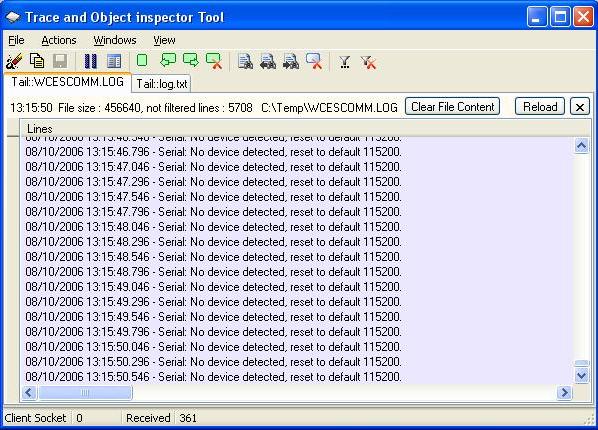 Trace and Object inspector Tool
File Actions Windows View
Tail::WCESCOMM.LOG Tail::log.txt
13:15:50 File size : 456640, not filtered lines : 5708 C:\Temp\WCESCOMM.LOG Clear File Content Reload
Lines
08/10/2006 13:15:46.546 - Serial: No device detected, reset to default 115200.
08/10/2006 13:15:46.796 - Serial: No device detected, reset to default 115200.
08/10/2006 13:15:47.046 - Serial: No device detected, reset to default 115200.
08/10/2006 13:15:47.296 - Serial: No device detected, reset to default 115200.
08/10/2006 13:15:47.546 - Serial: No device detected, reset to default 115200.
08/10/2006 13:15:47.796 - Serial: No device detected, reset to default 115200.
08/10/2006 13:15:48.046 - Serial: No device detected, reset to default 115200.
08/10/2006 13:15:48.296 - Serial: No device detected, reset to default 115200.
08/10/2006 13:15:48.546 - Serial: No device detected, reset to default 115200.
08/10/2006 13:15:48.796 - Serial: No device detected, reset to default 115200.
08/10/2006 13:15:49.046 - Serial: No device detected, reset to default 115200.
08/10/2006 13:15:49.296 - Serial: No device detected, reset to default 115200.
08/10/2006 13:15:49.546 - Serial: No device detected, reset to default 115200.
08/10/2006 13:15:49.796 - Serial: No device detected, reset to default 115200.
08/10/2006 13:15:50.046 - Serial: No device detected, reset to default 115200.
08/10/2006 13:15:50.296 - Serial: No device detected, reset to default 115200.
08/10/2006 13:15:50.546 - Serial: No device detected, reset to default 115200.
Client Socket 0 Received 361